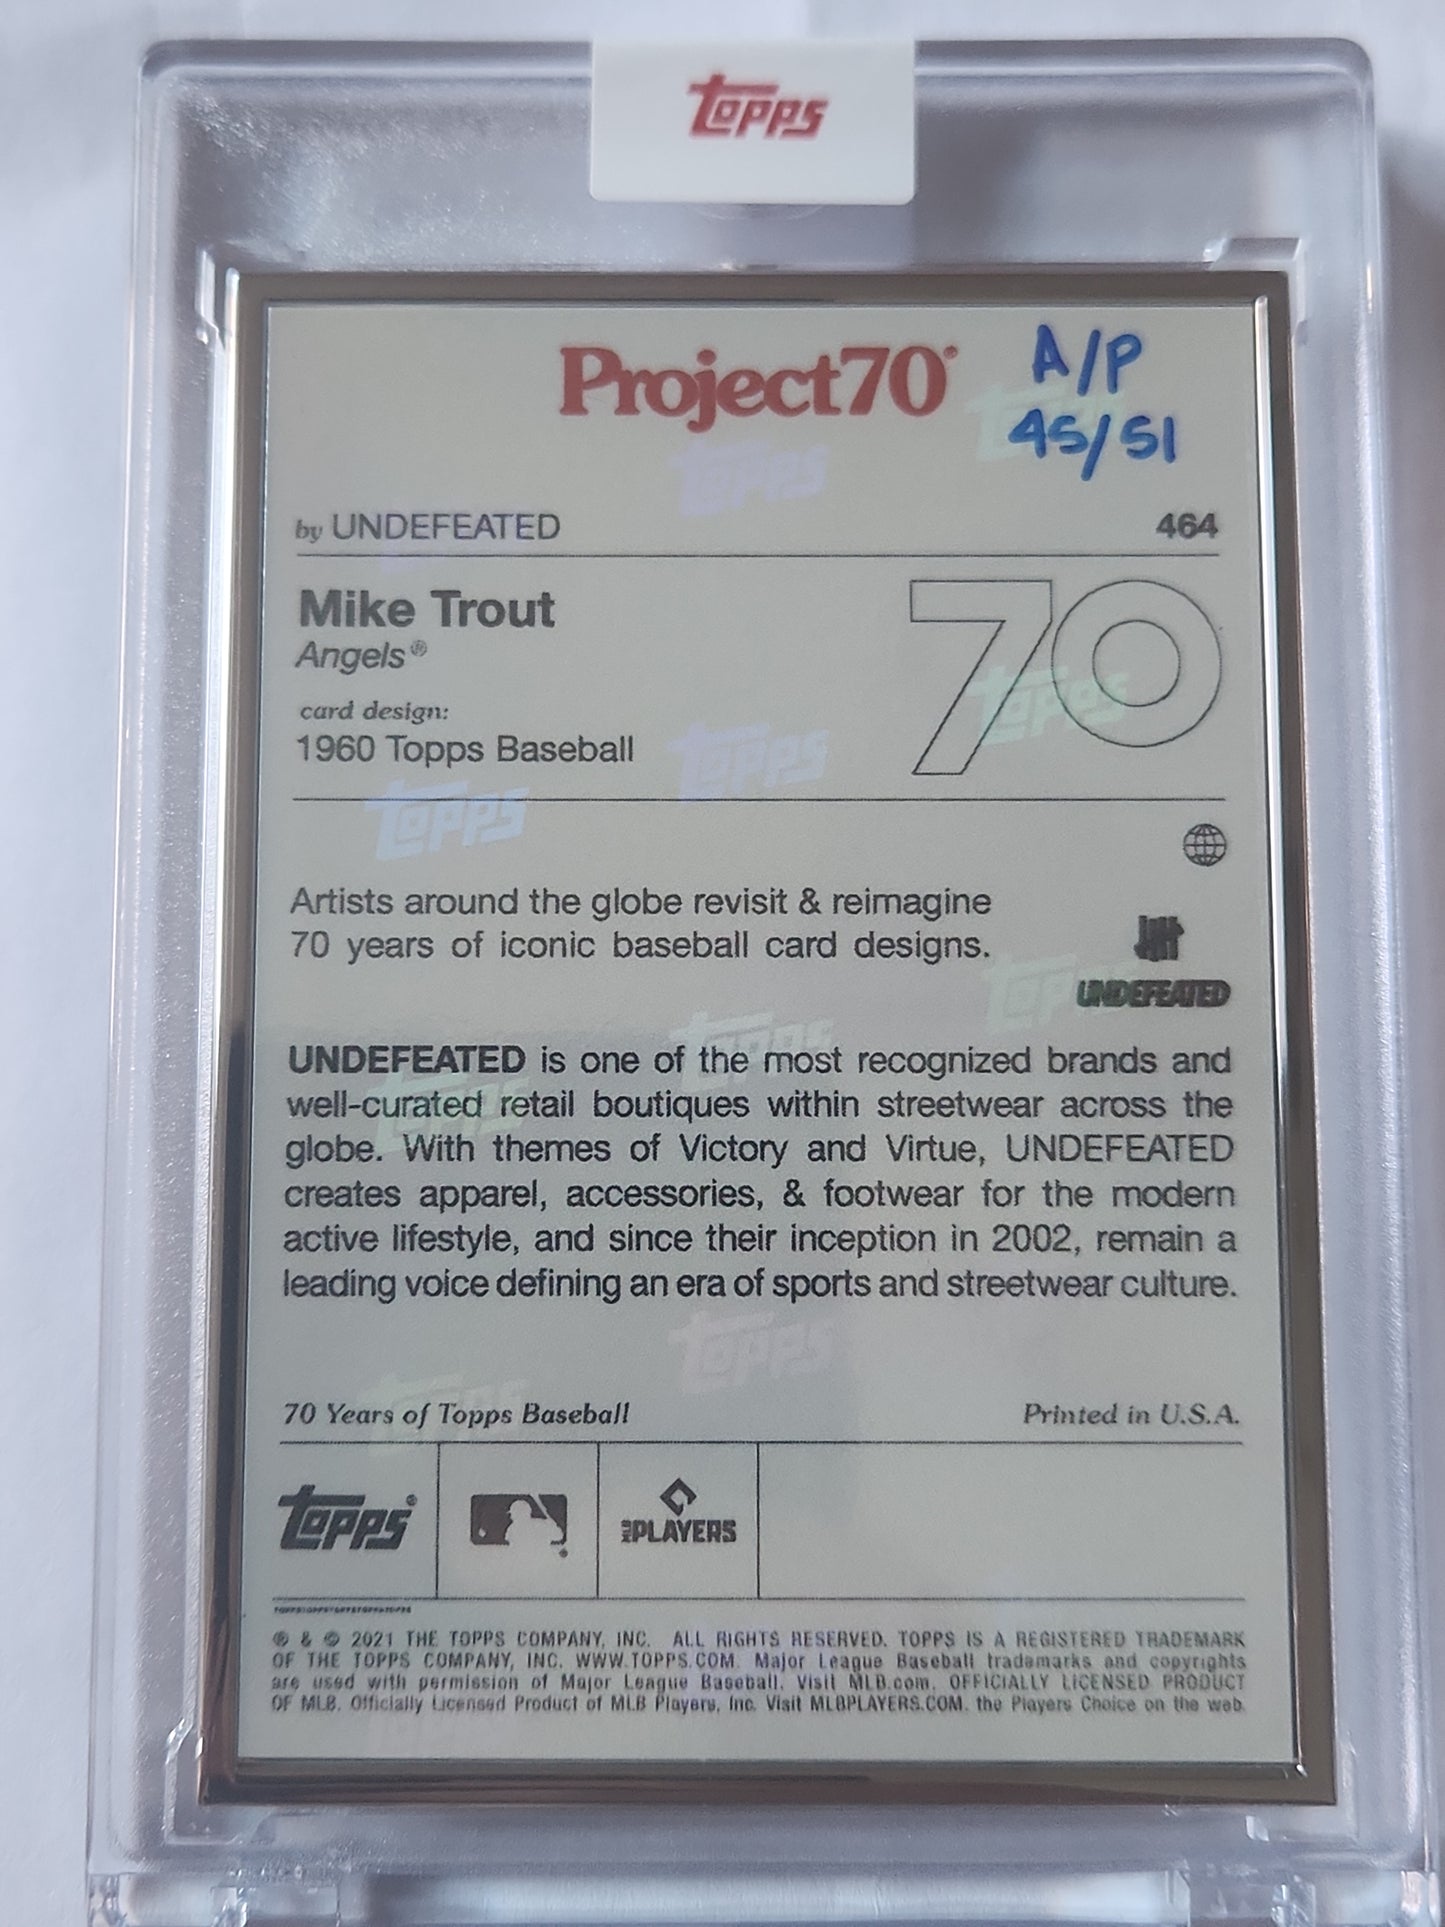 Topps
Project70®
A/P
45/51
by UNDEFEATED
464
Mike Trout
Angels®
70
card design:
1960 Topps Baseball
Artists around the globe revisit & reimagine
70 years of iconic baseball card designs.
UNDEFEATED
UNDEFEATED is one of the most recognized brands and
well-curated retail boutiques within streetwear across the
globe. With themes of Victory and Virtue, UNDEFEATED
creates apparel, accessories, & footwear for the modern
active lifestyle, and since their inception in 2002, remain a
leading voice defining an era of sports and streetwear culture.
70 Years of Topps Baseball
Printed in U.S.A.
Topps®
MLB PLAYERS
® & © 2021 THE TOPPS COMPANY, INC. ALL RIGHTS RESERVED. TOPPS IS A REGISTERED TRADEMARK
OF THE TOPPS COMPANY, INC. WWW.TOPPS.COM. Major League Baseball trademarks and copyrights
are used with permission of Major League Baseball. Visit MLB.com. OFFICIALLY LICENSED PRODUCT
OF MLB. Officially Licensed Product of MLB Players, Inc. Visit MLBPLAYERS.COM, the Players Choice on the web.